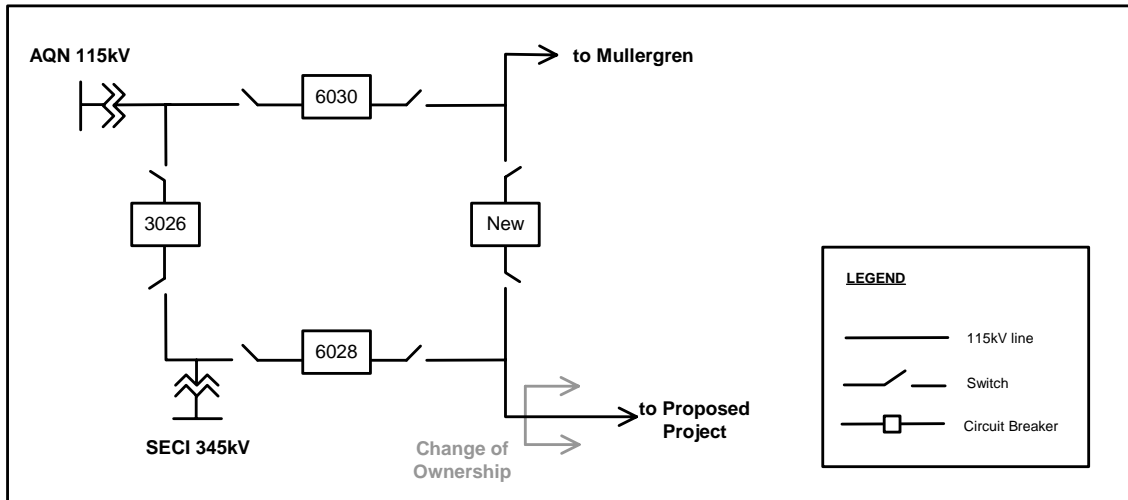 AQN 115kV
to Mullergren
6030
3026
New
LEGEND
115kV line
6028
Switch
to Proposed
Project
Circuit Breaker
SECI 345kV
Change of
Ownership